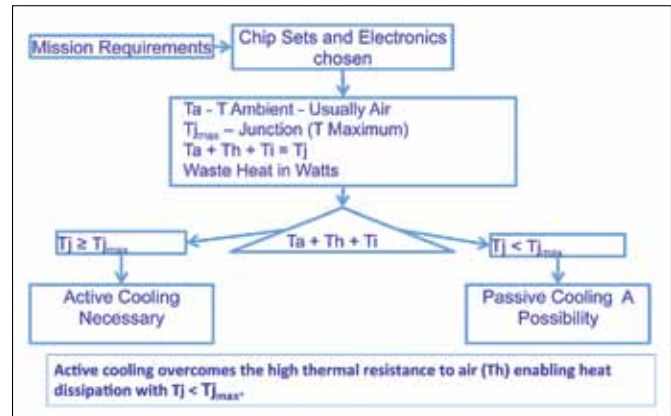 Mission Requirements
Chip Sets and Electronics
chosen
Ta - T Ambient - Usually Air
Tjmax – Junction (T Maximum)
Ta + Th + Ti = Tj
Waste Heat in Watts
Tj ≥ Tjmax
Ta + Th + Ti
Tj < Tjmax
Active Cooling
Necessary
Passive Cooling A
Possibility
Active cooling overcomes the high thermal resistance to air (Th) enabling heat
dissipation with Tj < Tjmax.